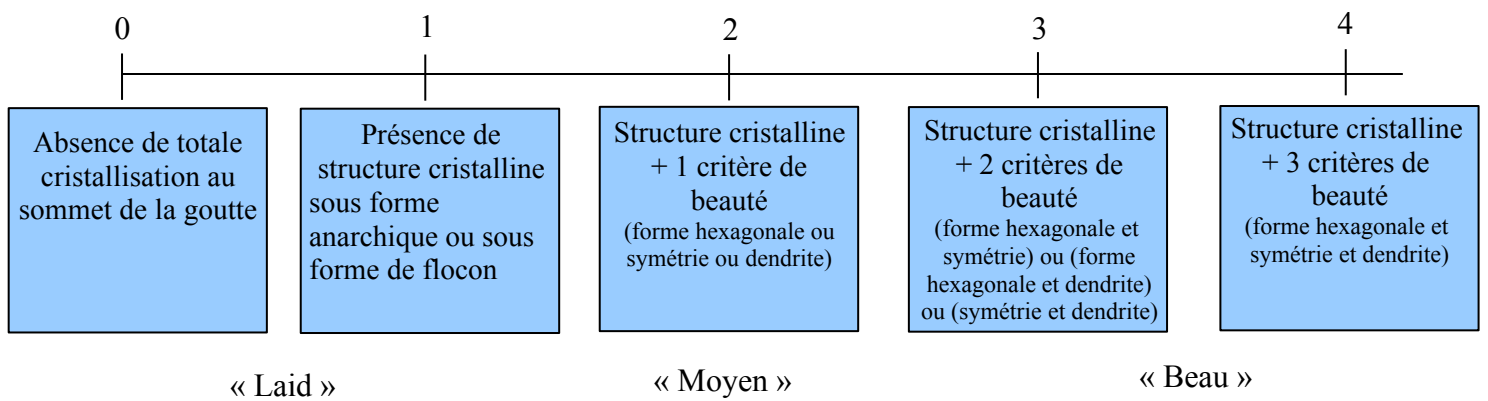 0
1
2
3
4
Absence de totale
cristallisation au
sommet de la goutte
Présence de
structure cristalline
sous forme
anarchique ou sous
forme de flocon
Structure cristalline
+ 1 critère de
beauté
(forme hexagonale ou
symétrie ou dendrite)
Structure cristalline
+ 2 critères de
beauté
(forme hexagonale et
symétrie) ou (forme
hexagonale et dendrite)
ou (symétrie et dendrite)
Structure cristalline
+ 3 critères de
beauté
(forme hexagonale et
symétrie et dendrite)
« Laid »
« Moyen »
« Beau »